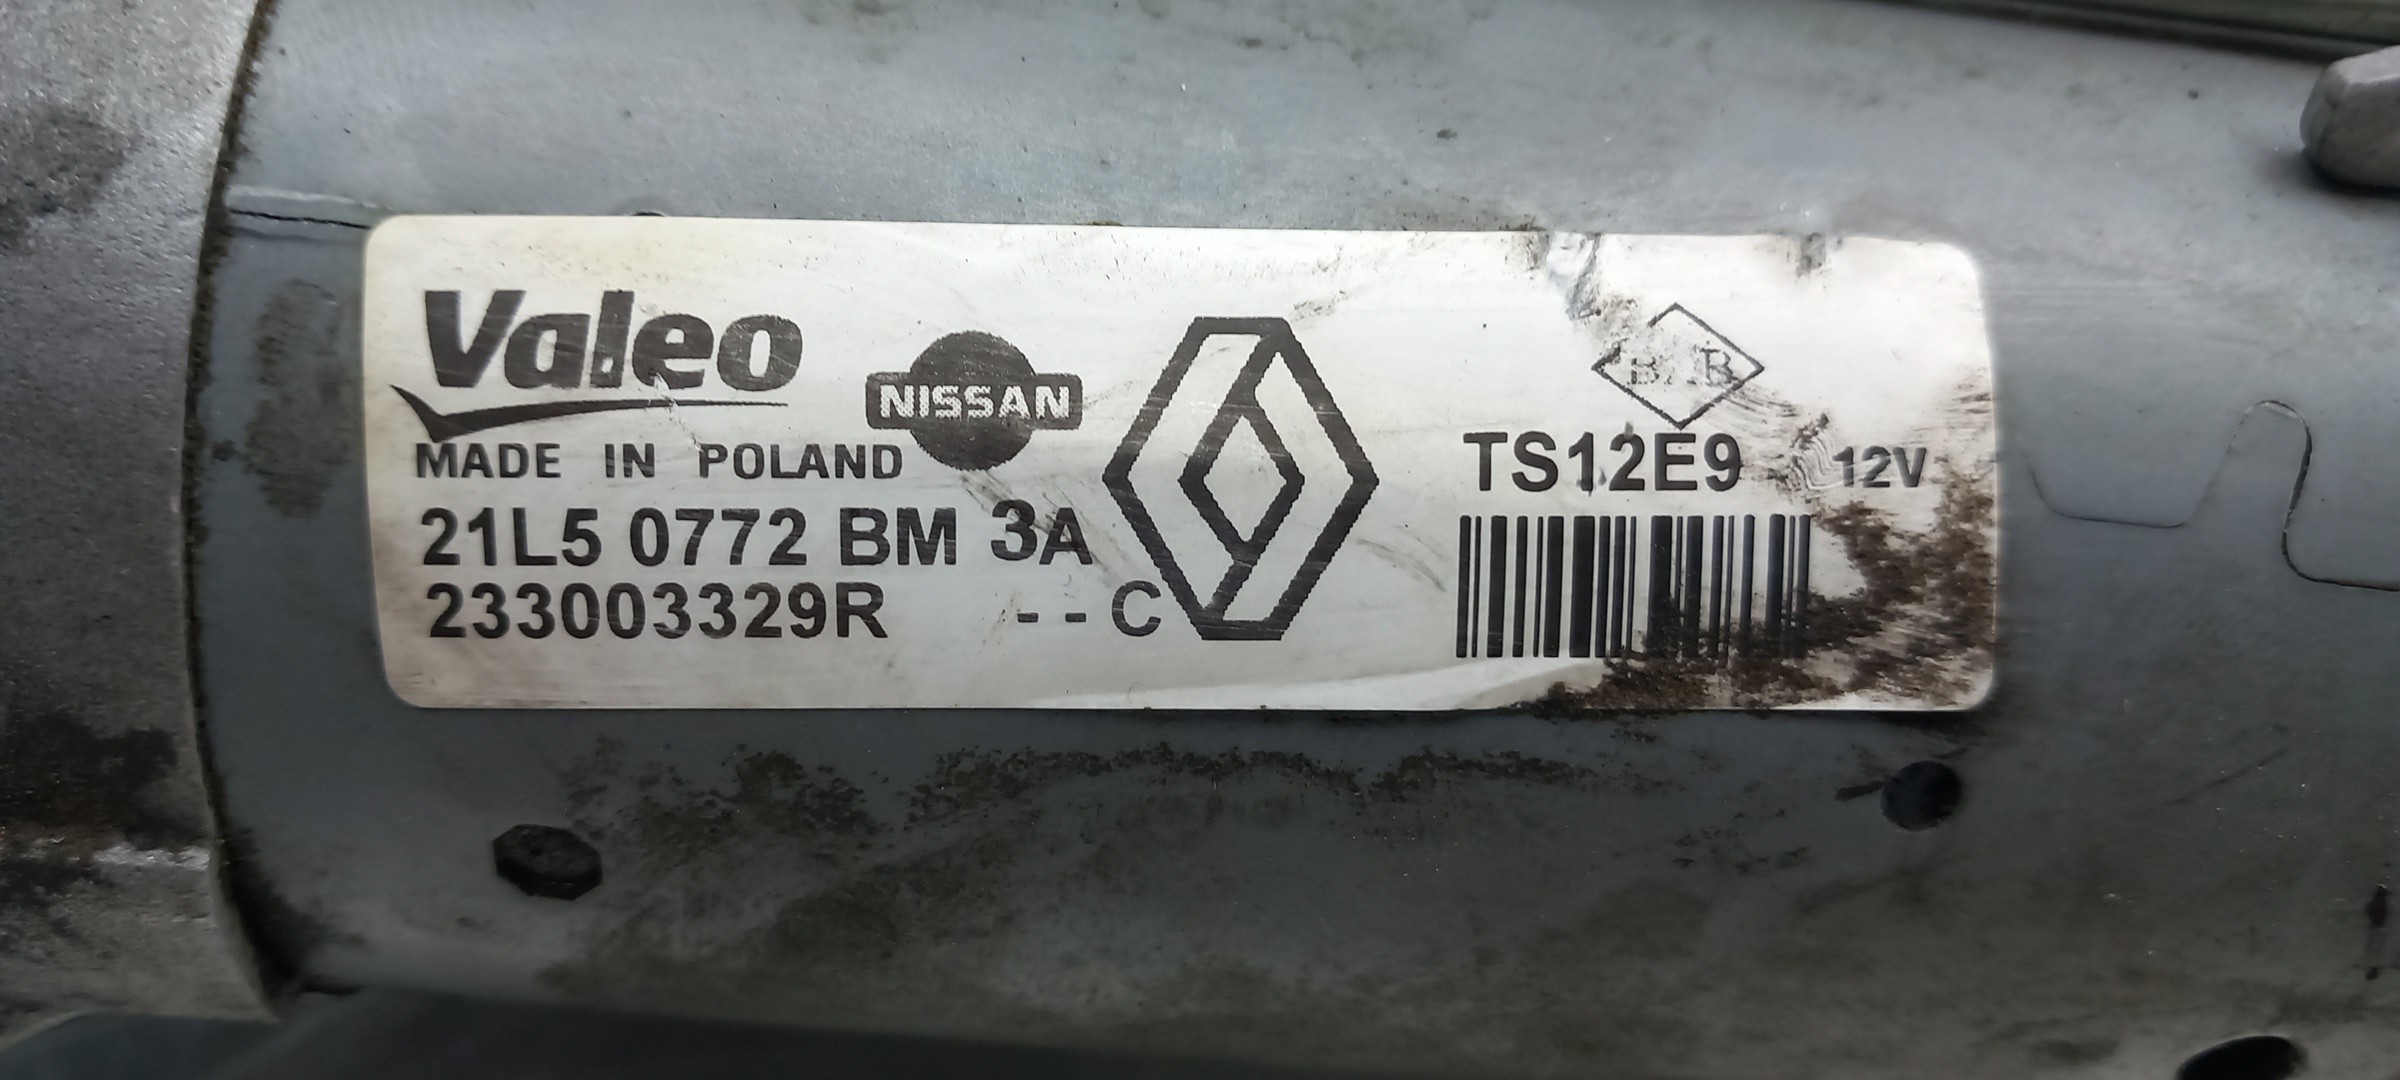 Valeo
NISSAN
MADE IN POLAND
TS12E9 12V
21L5 0772 BM 3A
233003329R --C